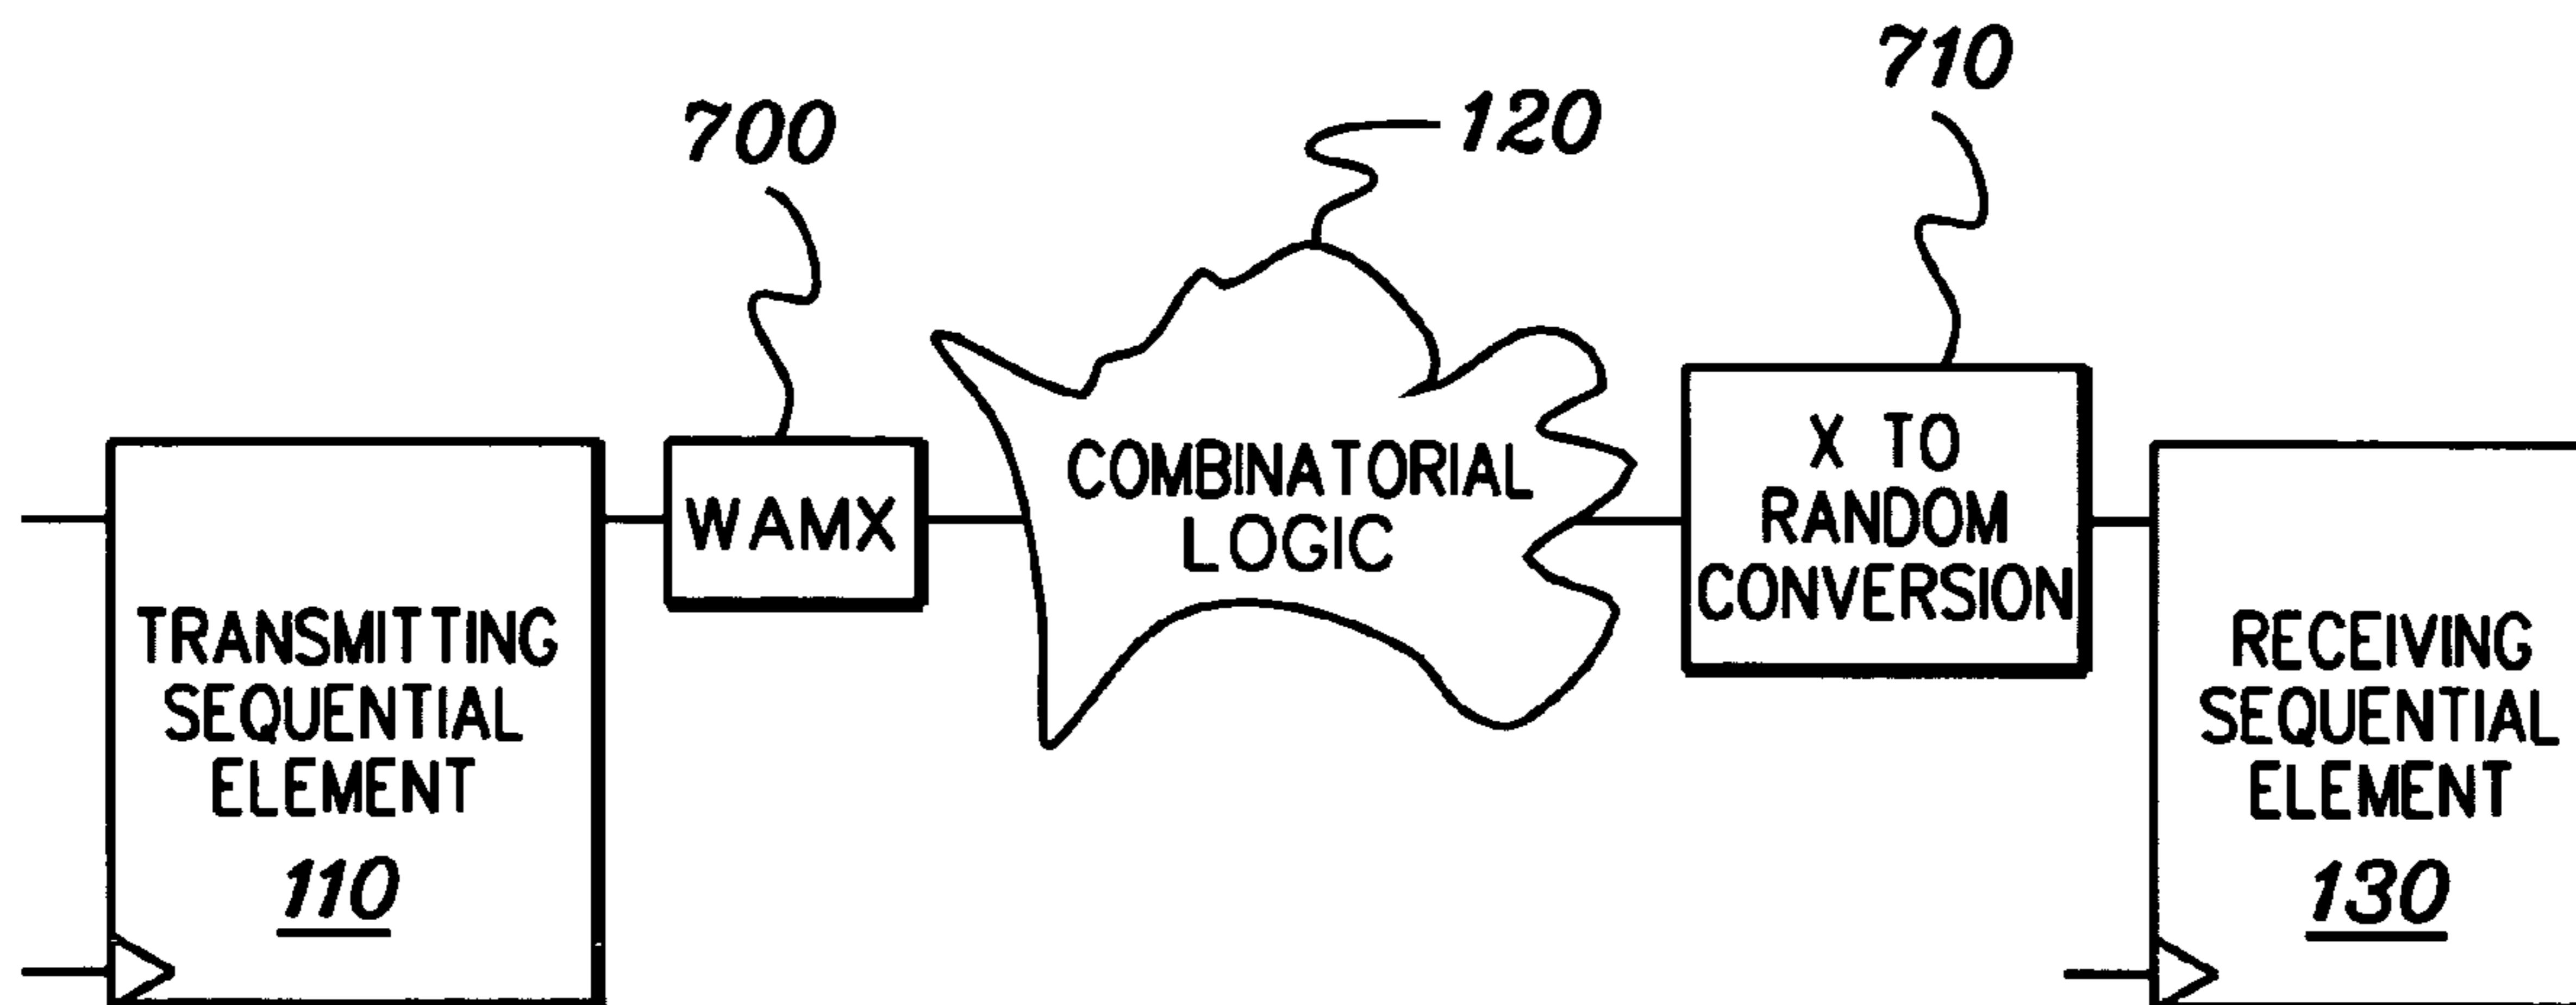 700
120
710
WAMX
COMBINATORIAL
LOGIC
X TO
RANDOM
CONVERSION
TRANSMITTING
SEQUENTIAL
ELEMENT
110
RECEIVING
SEQUENTIAL
ELEMENT
130